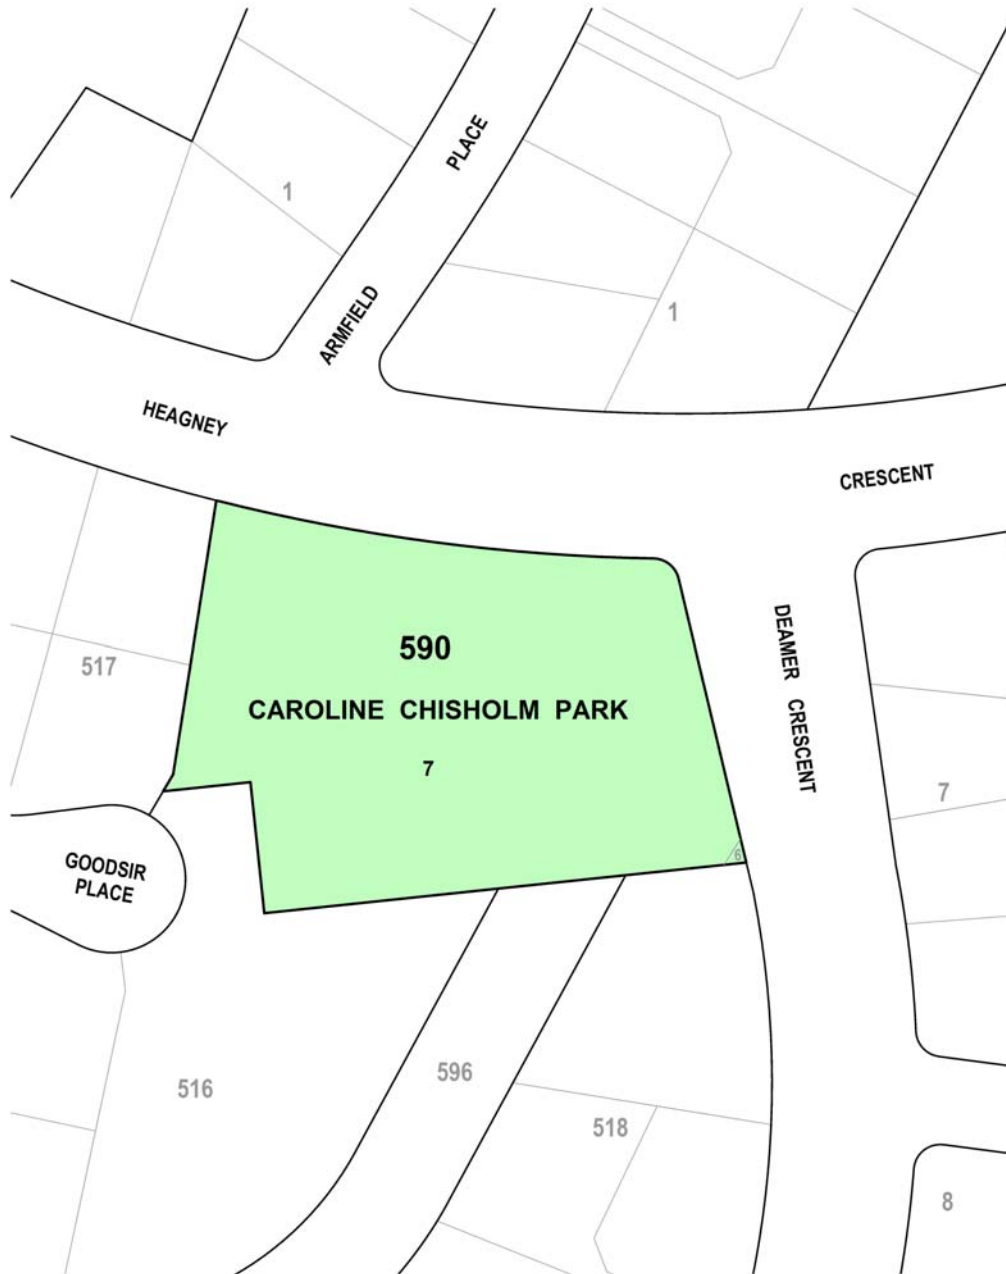 PLACE
1
ARMFIELD
1
HEAGNEY
CRESCENT
590
DEAMER CRESCENT
517
CAROLINE CHISHOLM PARK
7
7
6
GOODSIR
PLACE
596
516
518
8